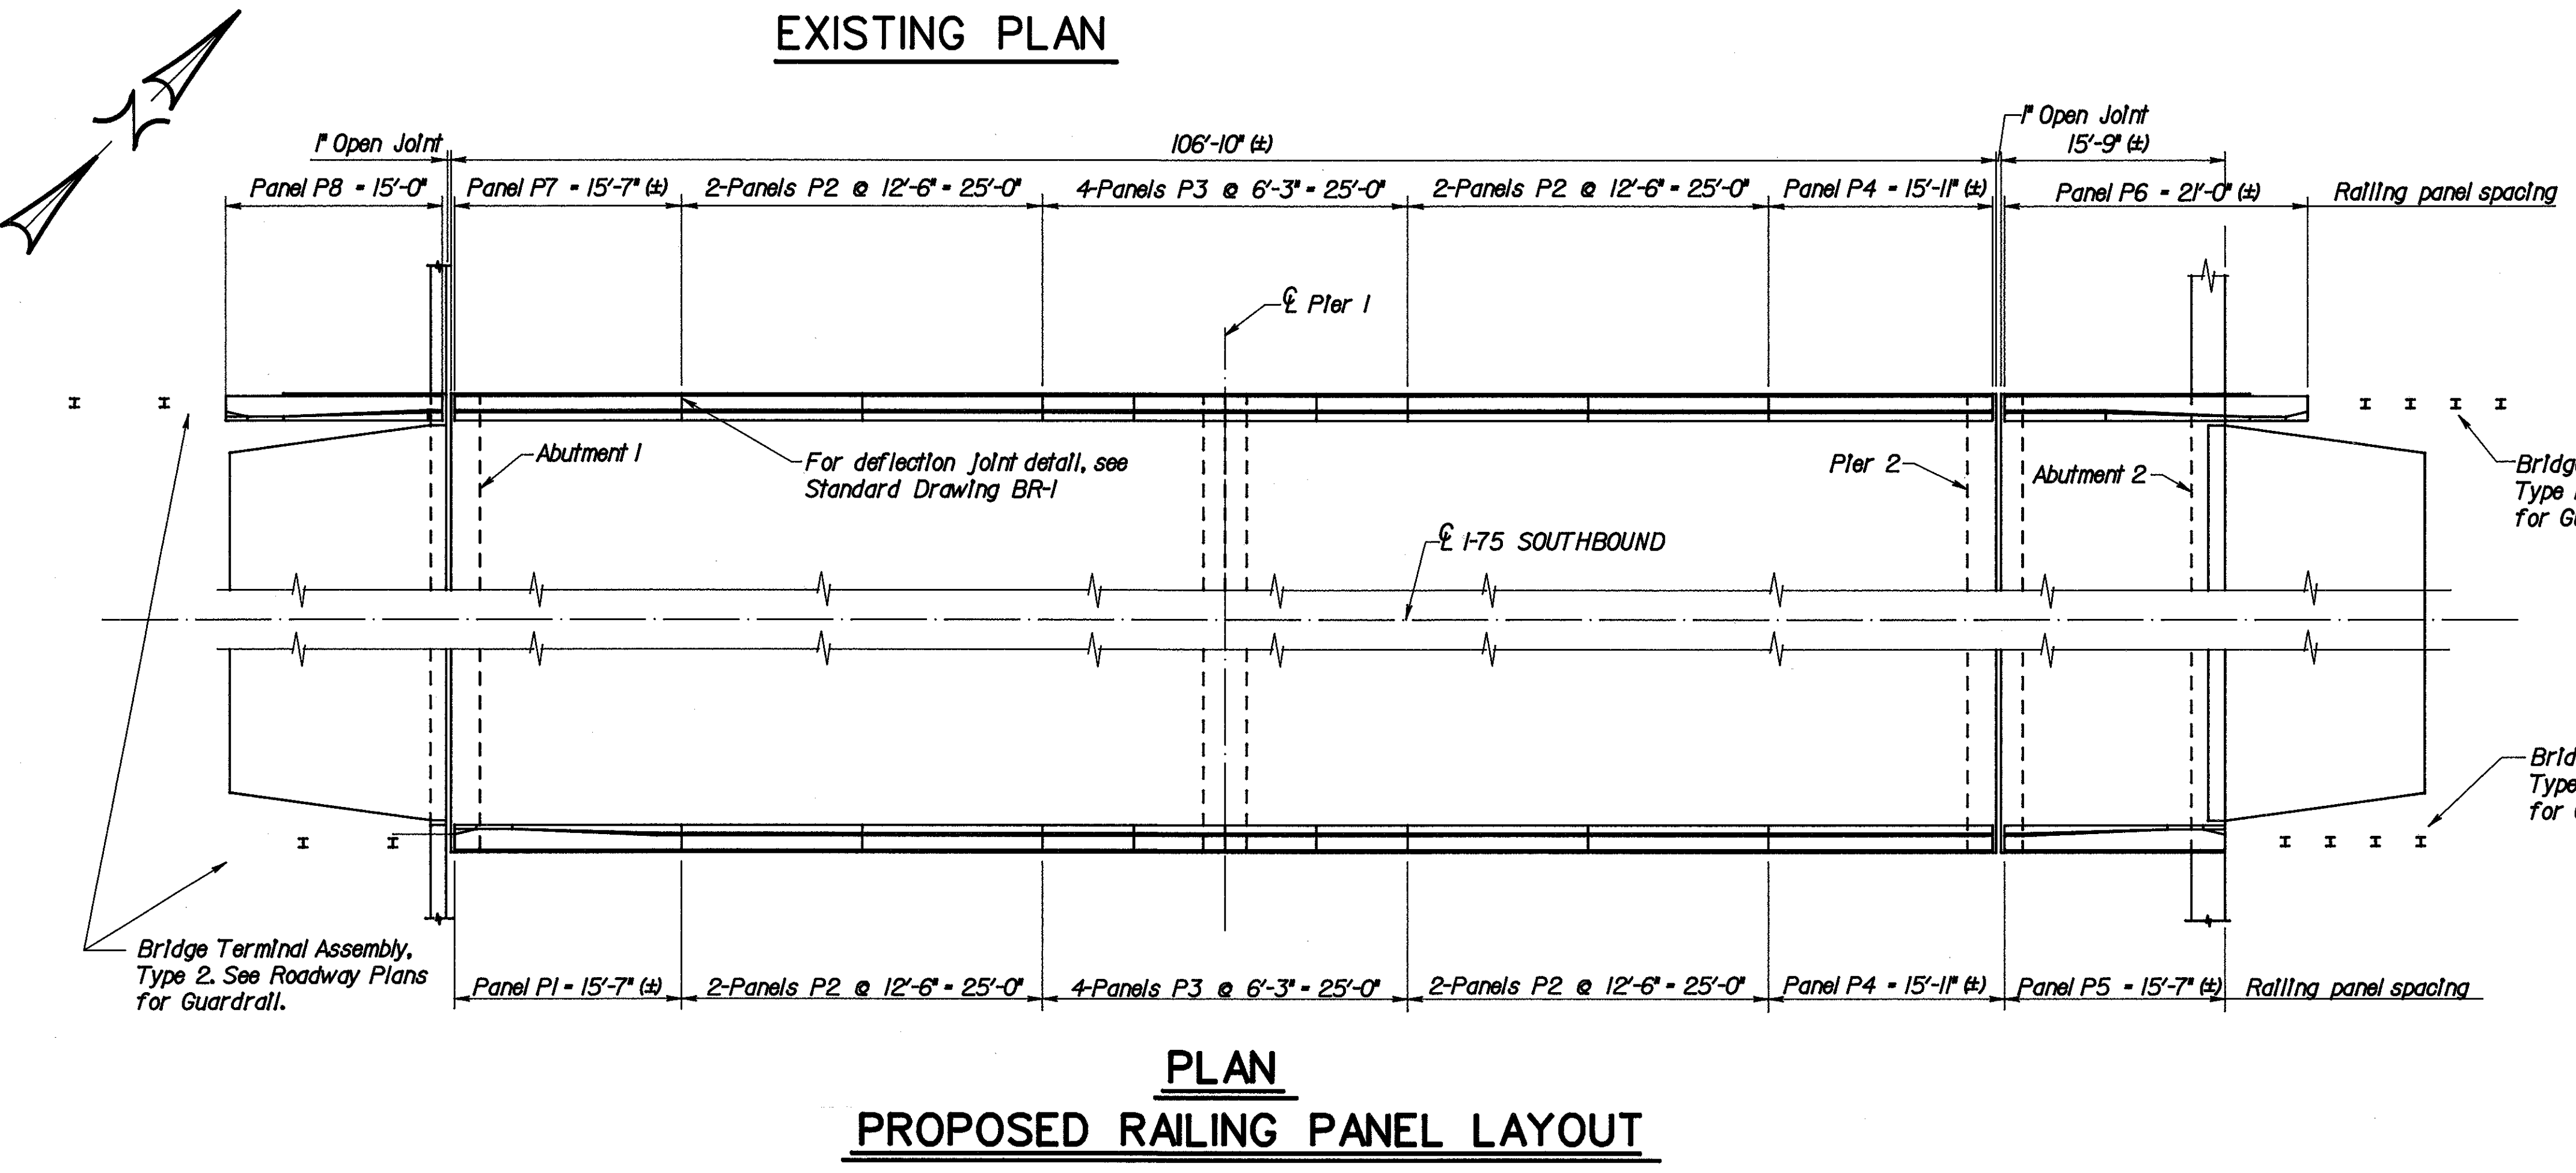 EXISTING PLAN
N
1" Open Joint
106'-10" (±)
1" Open Joint
15'-9" (±)
Panel P8 = 15'-0"
Panel P7 = 15'-7" (±)
2-Panels P2 @ 12'-6" = 25'-0"
4-Panels P3 @ 6'-3" = 25'-0"
2-Panels P2 @ 12'-6" = 25'-0"
Panel P4 = 15'-11" (±)
Panel P6 = 21'-0" (±)
Railing panel spacing
℄ Pier 1
Abutment 1
For deflection joint detail, see
Standard Drawing BR-1
Pier 2
Abutment 2
Type
for
℄ I-75 SOUTHBOUND
Type
for
Bridge Terminal Assembly,
Type 2. See Roadway Plans
for Guardrail.
Panel P1 = 15'-7" (±)
2-Panels P2 @ 12'-6" = 25'-0"
4-Panels P3 @ 6'-3" = 25'-0"
2-Panels P2 @ 12'-6" = 25'-0"
Panel P4 = 15'-11" (±)
Panel P5 = 15'-7" (±)
Railing panel spacing
PLAN
PROPOSED RAILING PANEL LAYOUT